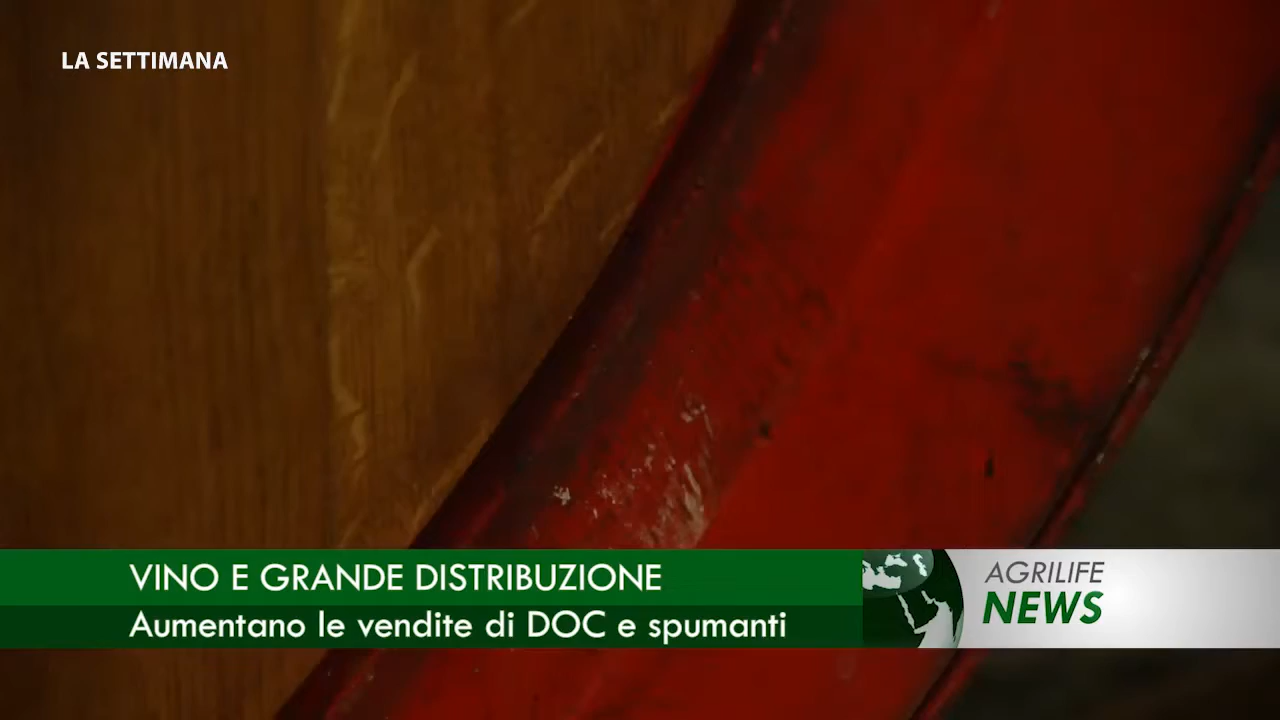 LA SETTIMANA
VINO E GRANDE DISTRIBUZIONE
Aumentano le vendite di DOC e spumanti
AGRILIFE
NEWS